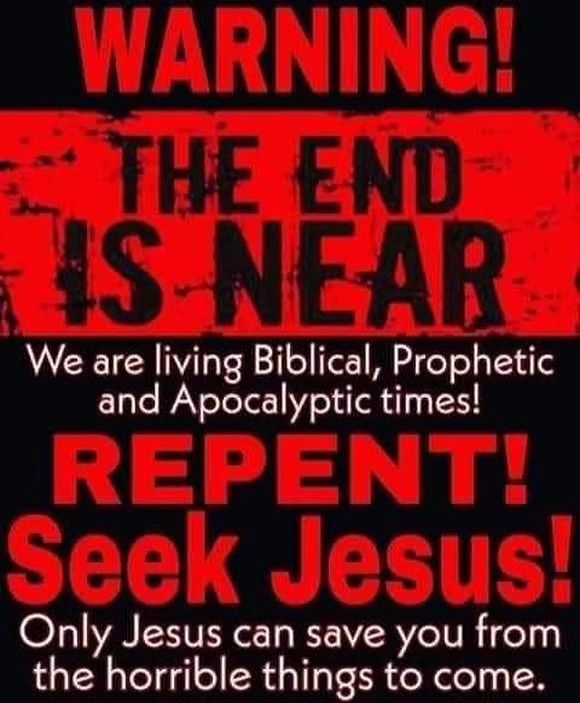 WARNING!
THE END
IS NEAR
We are living Biblical, Prophetic
and Apocalyptic times!
REPENT!
Seek Jesus!
Only Jesus can save you from
the horrible things to come.